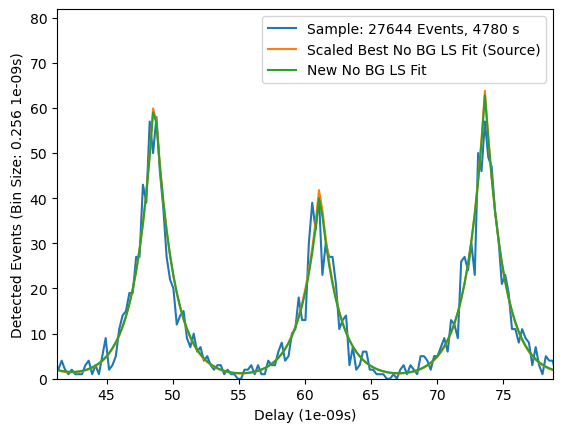 Sample: 27644 Events, 4780 s
Scaled Best No BG LS Fit (Source)
New No BG LS Fit
Detected Events (Bin Size: 0.256 1e-09s)
80
70
60
50
40
30
20
10
0
45 50 55 60 65 70 75
Delay (1e-09s)